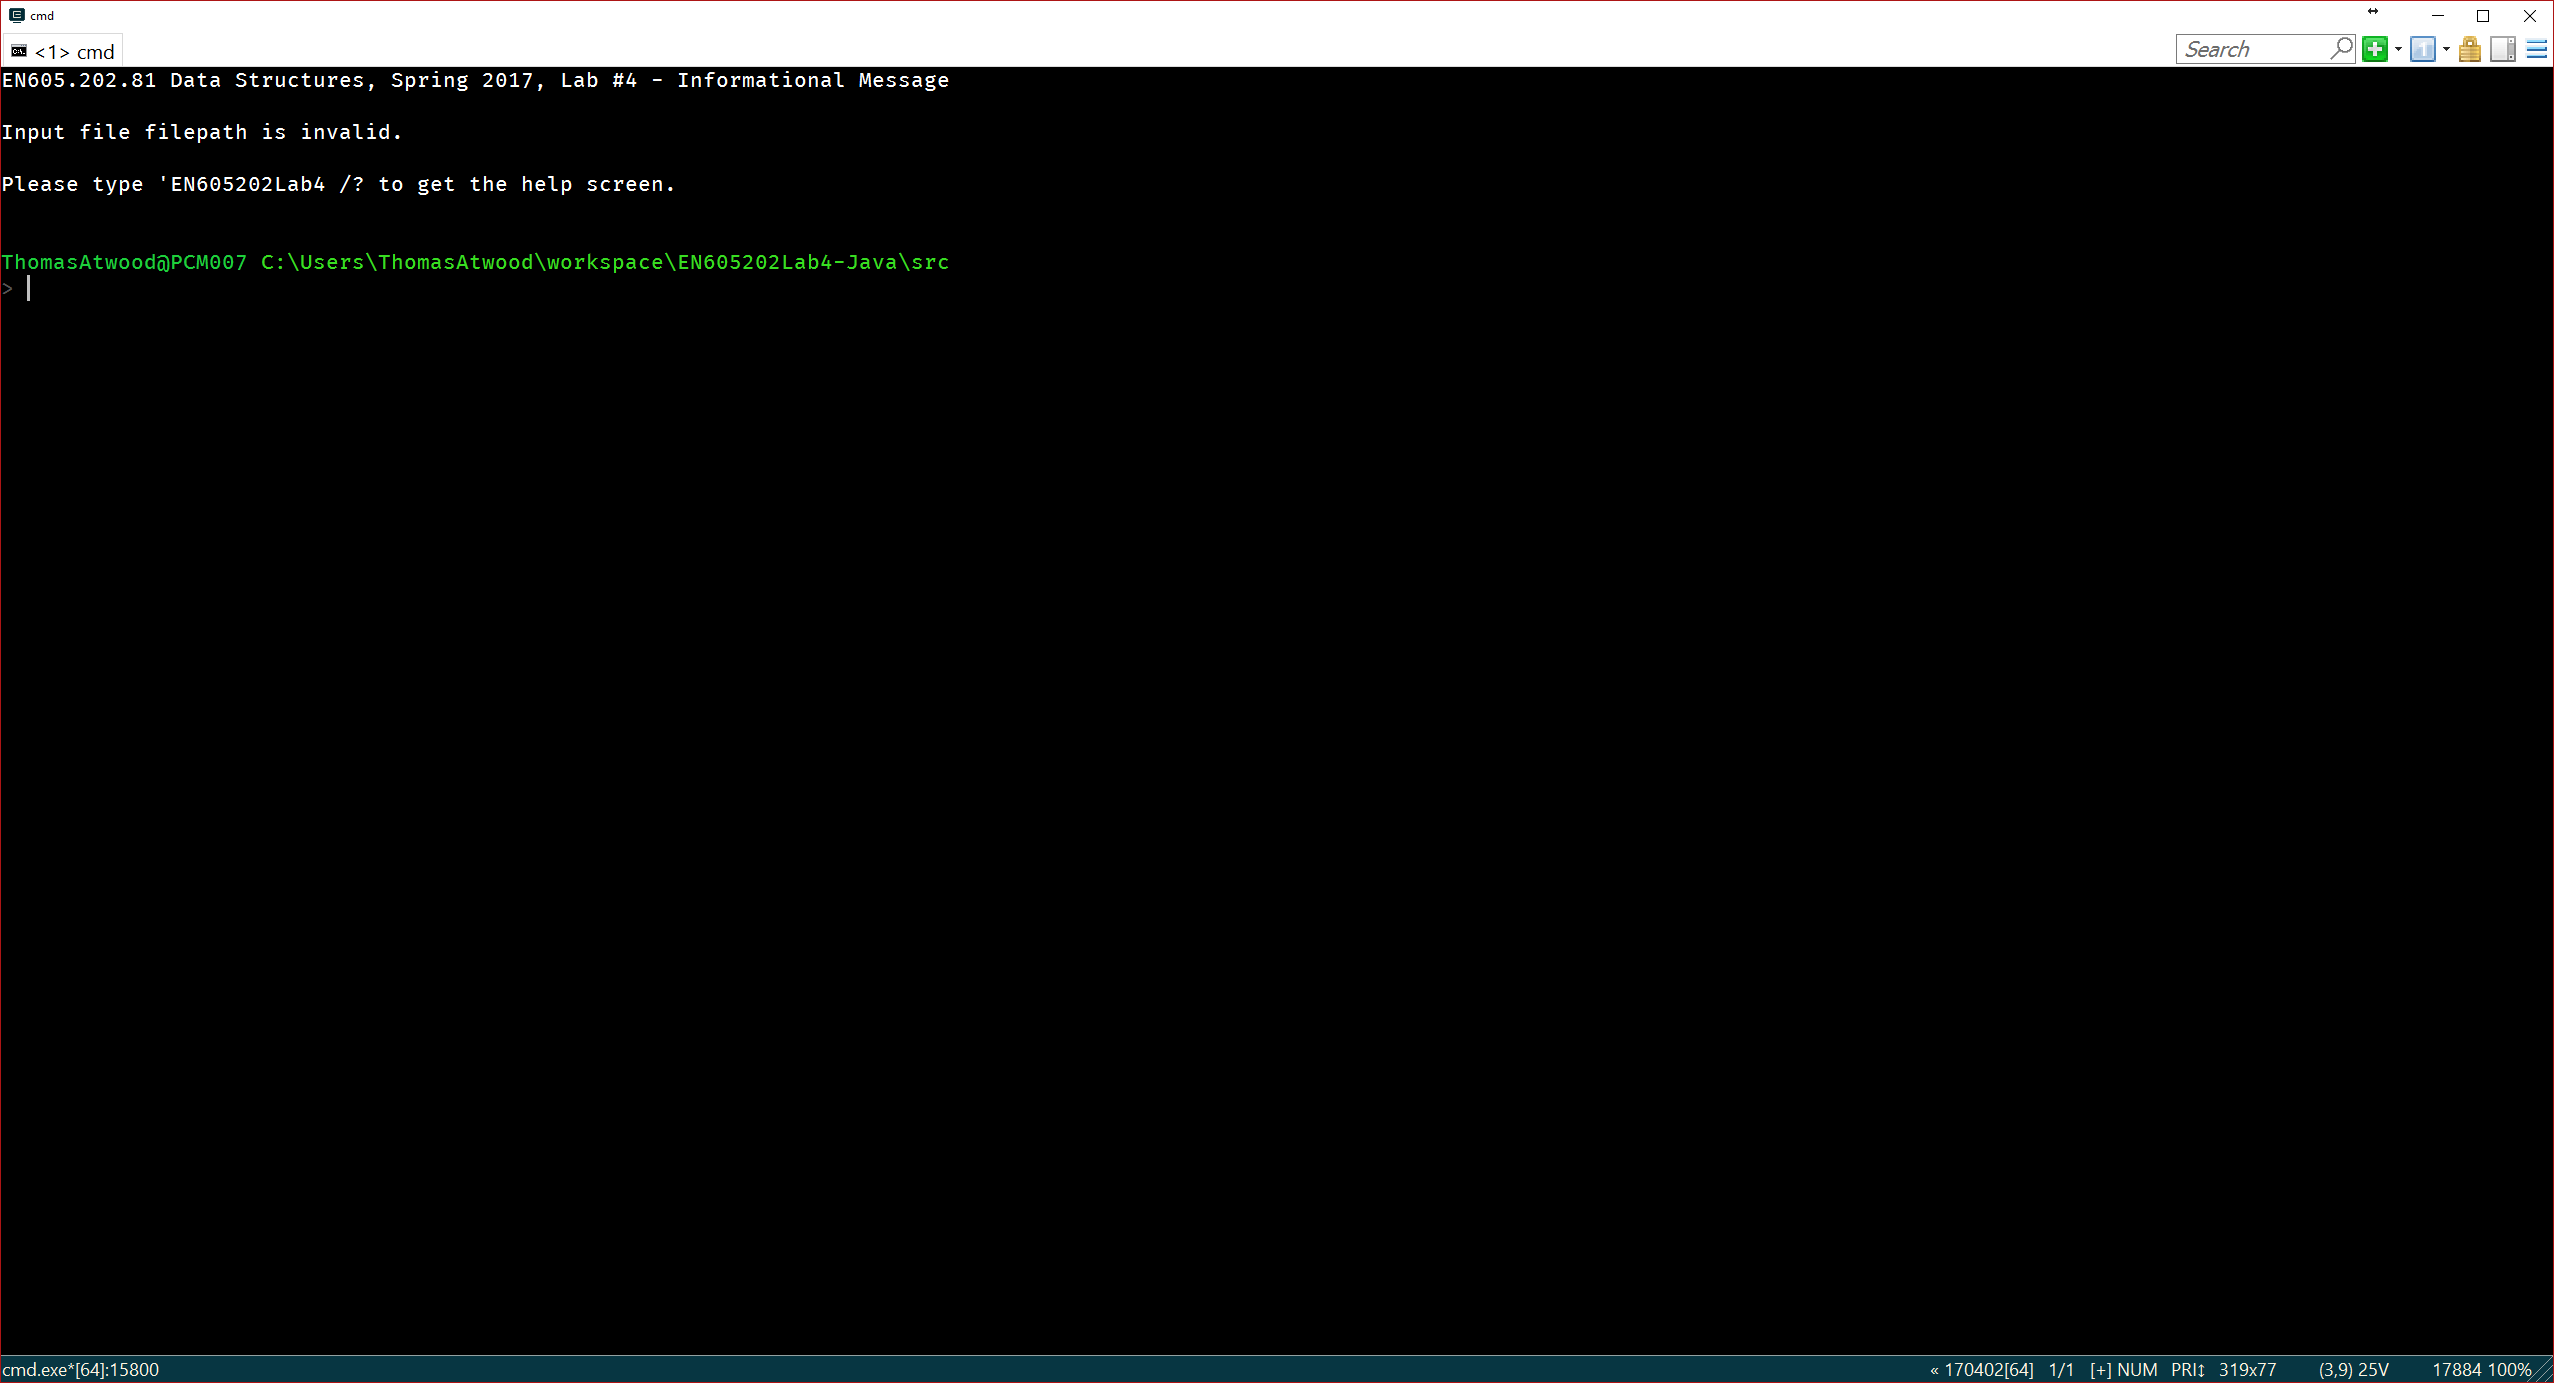 cmd
<1> cmd
Search
EN605.202.81 Data Structures, Spring 2017, Lab #4 - Informational Message
Input file filepath is invalid.
Please type 'EN605202Lab4 /? to get the help screen.
ThomasAtwood@PCM007 C:\Users\ThomasAtwood\workspace\EN605202Lab4-Java\src
>
cmd.exe*[64]:15800 « 170402[64] 1/1 [+] NUM PRI↕ 319x77 (3,9) 25V 17884 100%